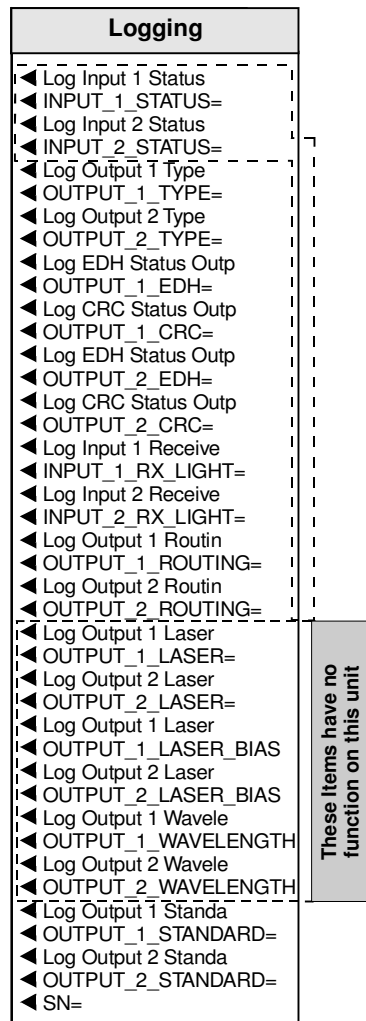 Logging
◀ Log Input 1 Status
◀ INPUT_1_STATUS=
◀ Log Input 2 Status
◀ INPUT_2_STATUS=
◀ Log Output 1 Type
◀ OUTPUT_1_TYPE=
◀ Log Output 2 Type
◀ OUTPUT_2_TYPE=
◀ Log EDH Status Outp
◀ OUTPUT_1_EDH=
◀ Log CRC Status Outp
◀ OUTPUT_1_CRC=
◀ Log EDH Status Outp
◀ OUTPUT_2_EDH=
◀ Log CRC Status Outp
◀ OUTPUT_2_CRC=
◀ Log Input 1 Receive
◀ INPUT_1_RX_LIGHT=
◀ Log Input 2 Receive
◀ INPUT_2_RX_LIGHT=
◀ Log Output 1 Routin
◀ OUTPUT_1_ROUTING=
◀ Log Output 2 Routin
◀ OUTPUT_2_ROUTING=
◀ Log Output 1 Laser
◀ OUTPUT_1_LASER=
◀ Log Output 2 Laser
◀ OUTPUT_2_LASER=
◀ Log Output 1 Laser
◀ OUTPUT_1_LASER_BIAS
◀ Log Output 2 Laser
◀ OUTPUT_2_LASER_BIAS
◀ Log Output 1 Wavele
◀ OUTPUT_1_WAVELENGTH
◀ Log Output 2 Wavele
◀ OUTPUT_2_WAVELENGTH
◀ Log Output 1 Standa
◀ OUTPUT_1_STANDARD=
◀ Log Output 2 Standa
◀ OUTPUT_2_STANDARD=
◀ SN=
These Items have no
function on this unit